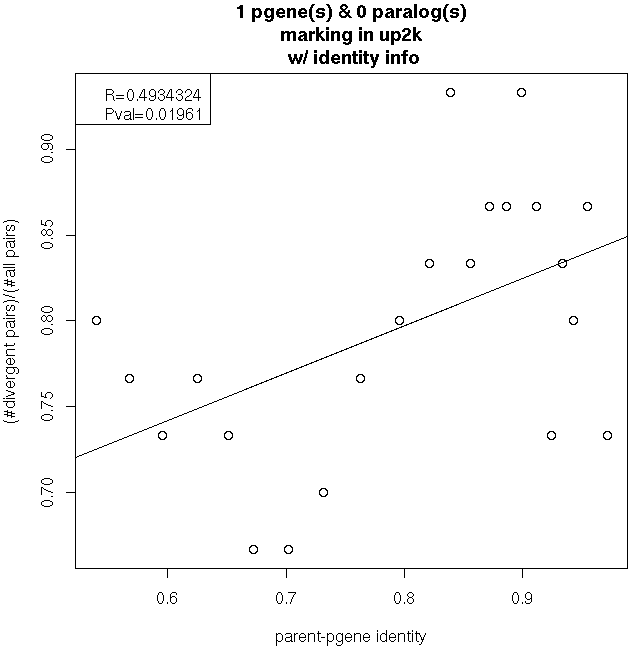 1 pgene(s) & 0 paralog(s)
marking in up2k
w/ identity info
R=0.4934324
Pval=0.01961
(#divergent pairs)/(#all pairs)
0.90
0.85
0.80
0.75
0.70
0.6
0.7
0.8
0.9
parent-pgene identity